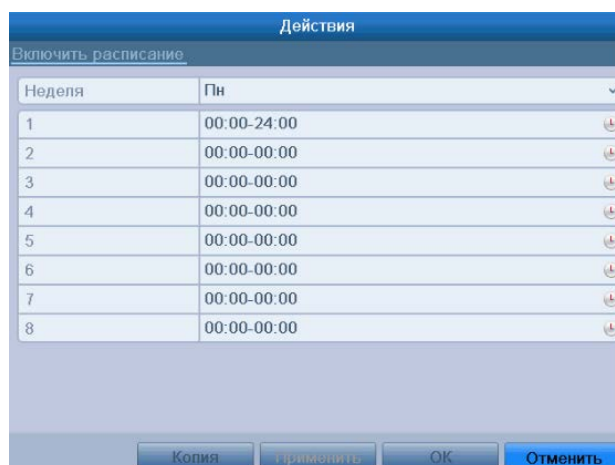 Действия
Включить расписание
Неделя Пн
1 00:00-24:00
2 00:00-00:00
3 00:00-00:00
4 00:00-00:00
5 00:00-00:00
6 00:00-00:00
7 00:00-00:00
8 00:00-00:00
Копия Применить OK Отменить